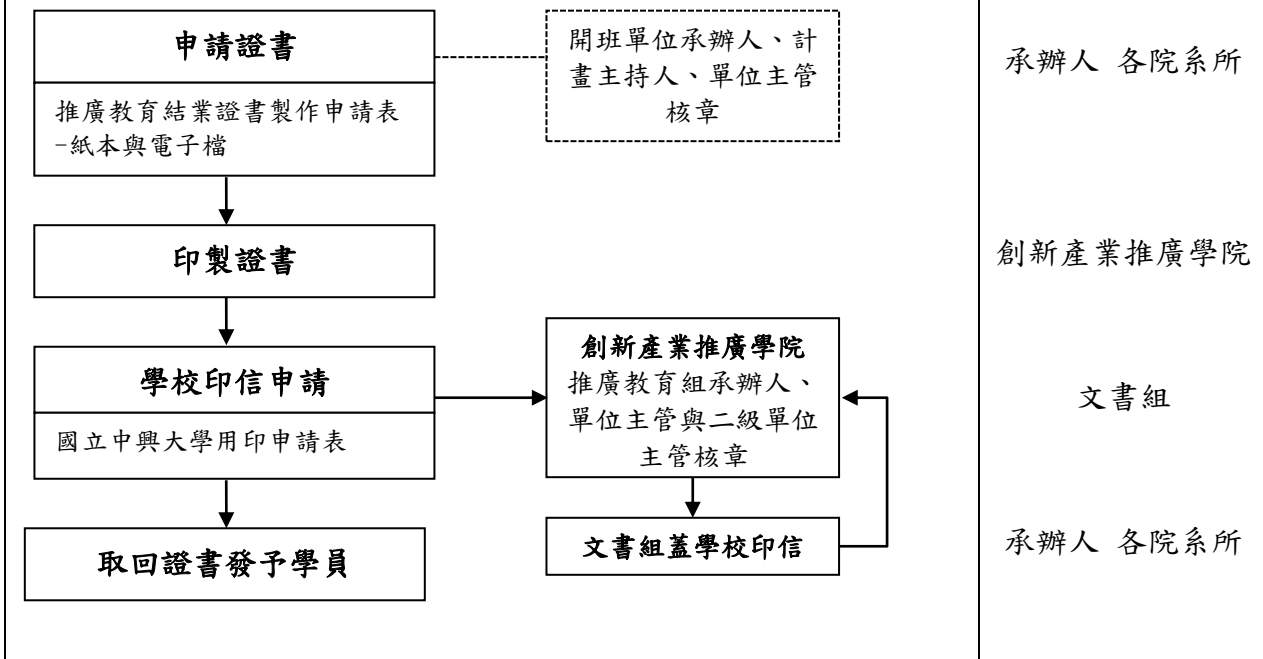 申請證書
推廣教育結業證書製作申請表
-紙本與電子檔
開班單位承辦人、計
畫主持人、單位主管
核章
承辦人 各院系所
印製證書
創新產業推廣學院
學校印信申請
國立中興大學用印申請表
創新產業推廣學院
推廣教育組承辦人、
單位主管與二級單位
主管核章
文書組
取回證書發予學員
文書組蓋學校印信
承辦人 各院系所